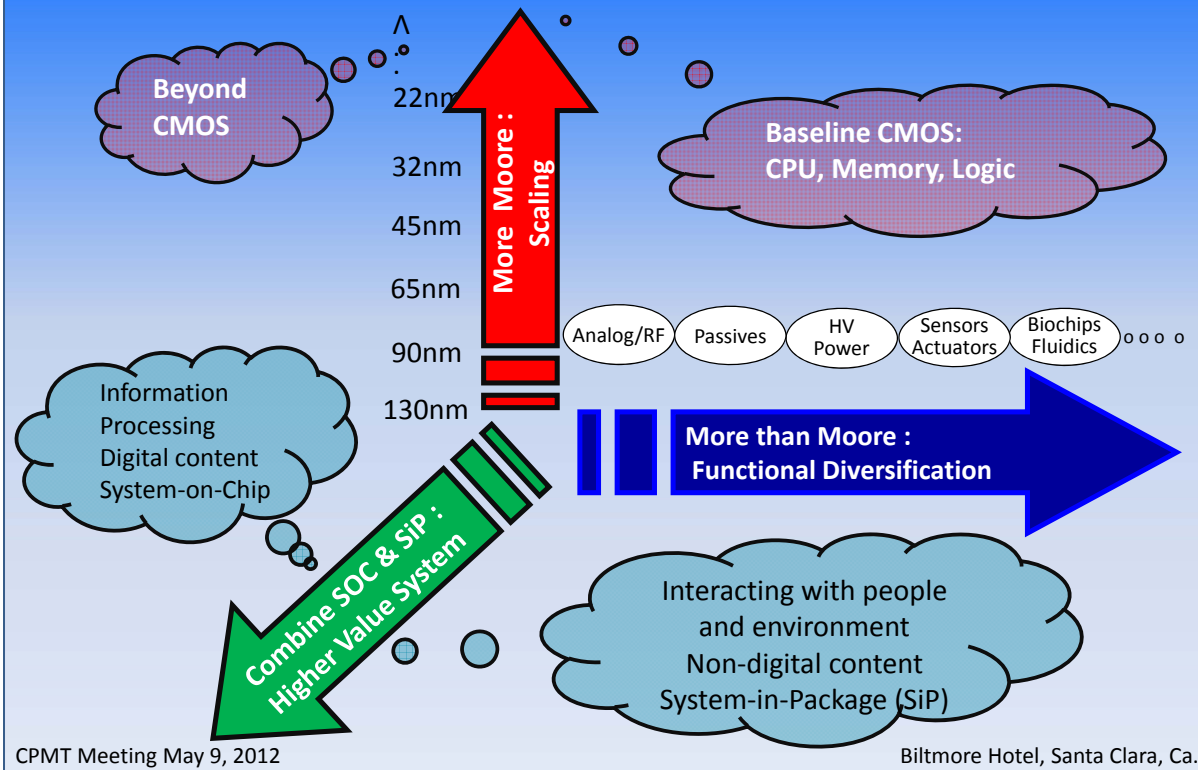 Λ
.
.
22nm
32nm
45nm
65nm
90nm
130nm
Beyond
CMOS
More Moore :
Scaling
Baseline CMOS:
CPU, Memory, Logic
Analog/RF
Passives
HV
Power
Sensors
Actuators
Biochips
Fluidics
o o o o
Information
Processing
Digital content
System-on-Chip
More than Moore :
Functional Diversification
Combine SOC & SiP :
Higher Value System
Interacting with people
and environment
Non-digital content
System-in-Package (SiP)
CPMT Meeting May 9, 2012
Biltmore Hotel, Santa Clara, Ca.